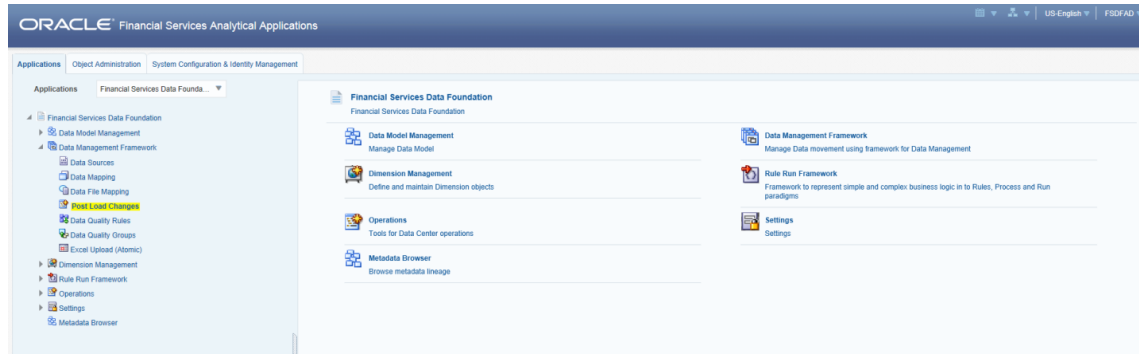 ORACLE® Financial Services Analytical Applications
US-English
FSDFAD
Applications
Object Administration
System Configuration & Identity Management
Applications
Financial Services Data Founda...
Financial Services Data Foundation
Data Model Management
Data Management Framework
Data Sources
Data Mapping
Data File Mapping
Post Load Changes
Data Quality Rules
Data Quality Groups
Excel Upload (Atomic)
Dimension Management
Rule Run Framework
Operations
Settings
Metadata Browser
Financial Services Data Foundation
Financial Services Data Foundation
Data Model Management
Manage Data Model
Data Management Framework
Manage Data movement using framework for Data Management
Dimension Management
Define and maintain Dimension objects
Rule Run Framework
Framework to represent simple and complex business logic in to Rules, Process and Run
paradigms
Operations
Tools for Data Center operations
Settings
Settings
Metadata Browser
Browse metadata lineage